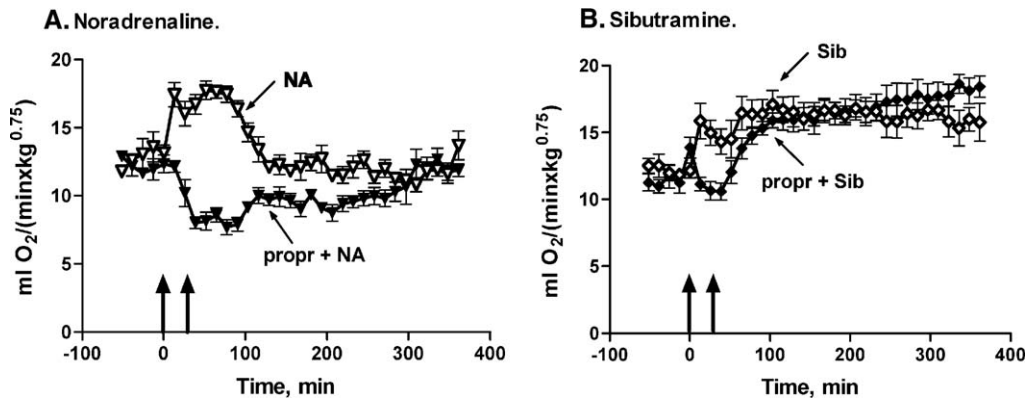 A. Noradrenaline.
ml O2/(minxkg0.75)
20
15
10
5
0
NA
propr + NA
-100
0
100
200
300
400
Time, min
B. Sibutramine.
ml O2/(minxkg0.75)
20
15
10
5
0
Sib
propr + Sib
-100
0
100
200
300
400
Time, min